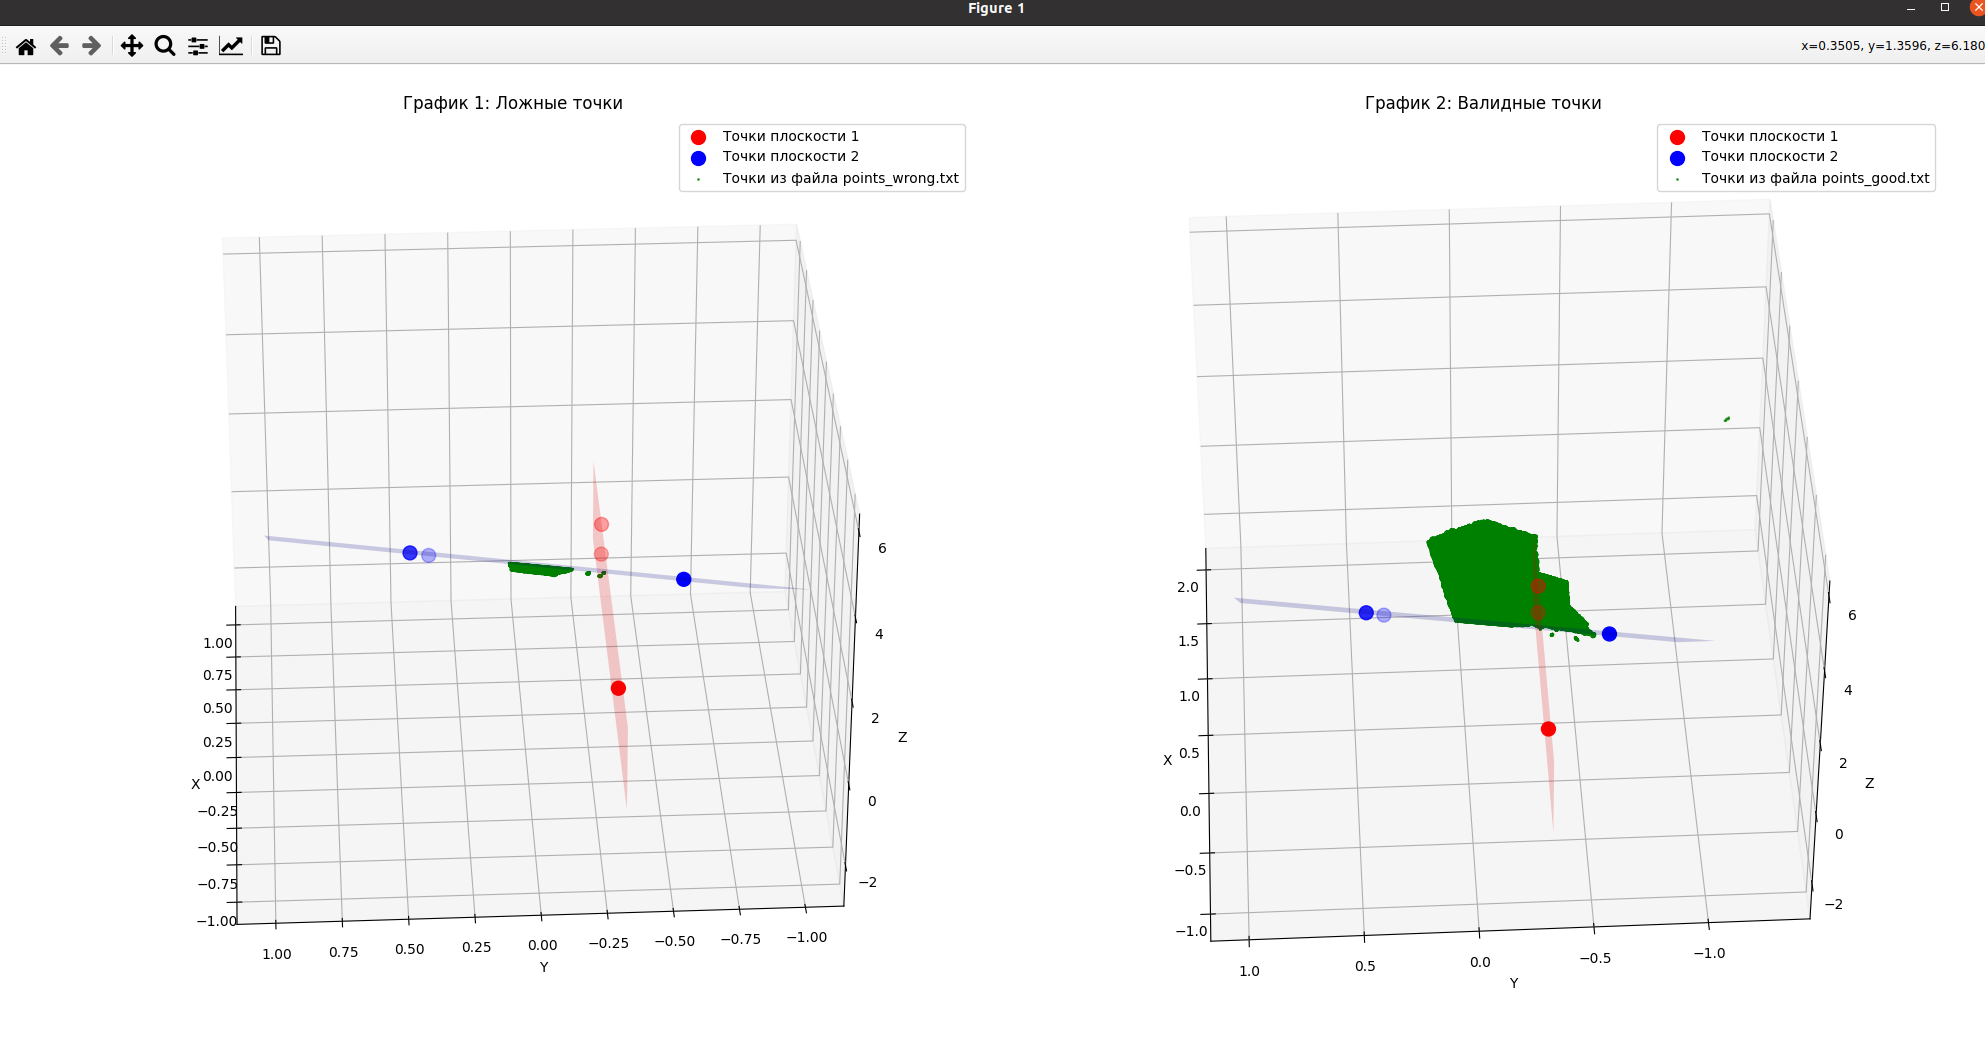 Figure 1
x=0.3505, y=1.3596, z=6.180
График 1: Ложные точки
Точки плоскости 1
Точки плоскости 2
Точки из файла points_wrong.txt
6
4
2
0
−2
Z
1.00
0.75
0.50
0.25
0.00
−0.25
−0.50
−0.75
−1.00
X
1.00
0.75
0.50
0.25
0.00
−0.25
−0.50
−0.75
−1.00
Y
График 2: Валидные точки
Точки плоскости 1
Точки плоскости 2
Точки из файла points_good.txt
6
4
2
0
−2
Z
2.0
1.5
1.0
0.5
0.0
−0.5
−1.0
X
1.0
0.5
0.0
−0.5
−1.0
Y